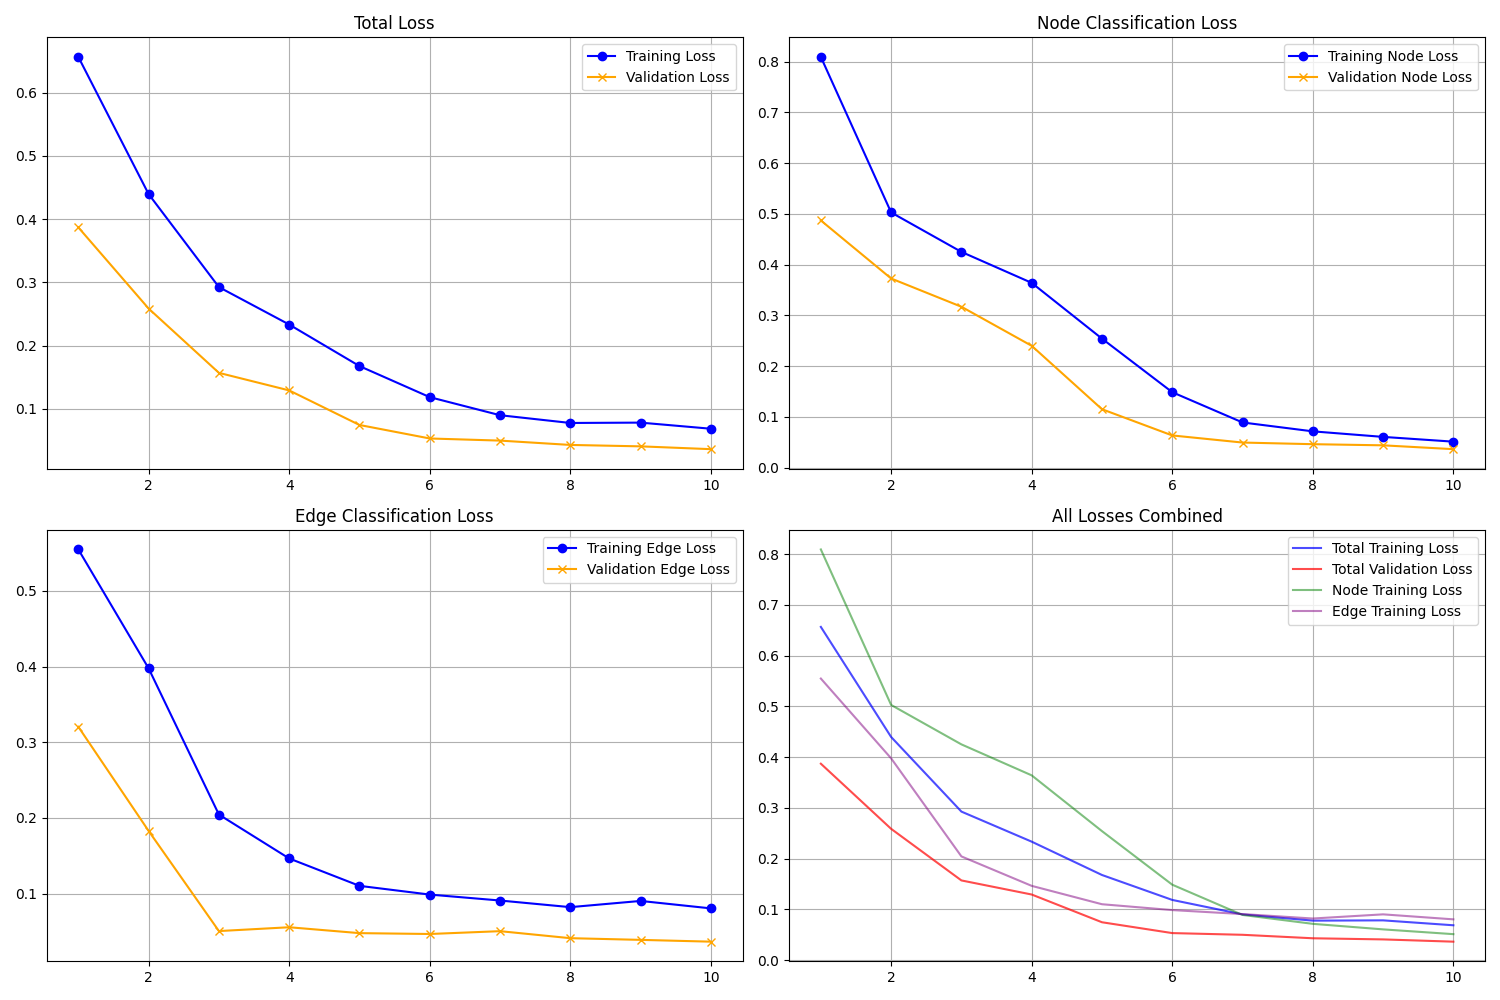 Total Loss
Training Loss
Validation Loss
0.6
0.5
0.4
0.3
0.2
0.1
2 4 6 8 10
Node Classification Loss
Training Node Loss
Validation Node Loss
0.8
0.7
0.6
0.5
0.4
0.3
0.2
0.1
0.0
2 4 6 8 10
Edge Classification Loss
Training Edge Loss
Validation Edge Loss
0.5
0.4
0.3
0.2
0.1
2 4 6 8 10
All Losses Combined
Total Training Loss
Total Validation Loss
Node Training Loss
Edge Training Loss
0.8
0.7
0.6
0.5
0.4
0.3
0.2
0.1
0.0
2 4 6 8 10